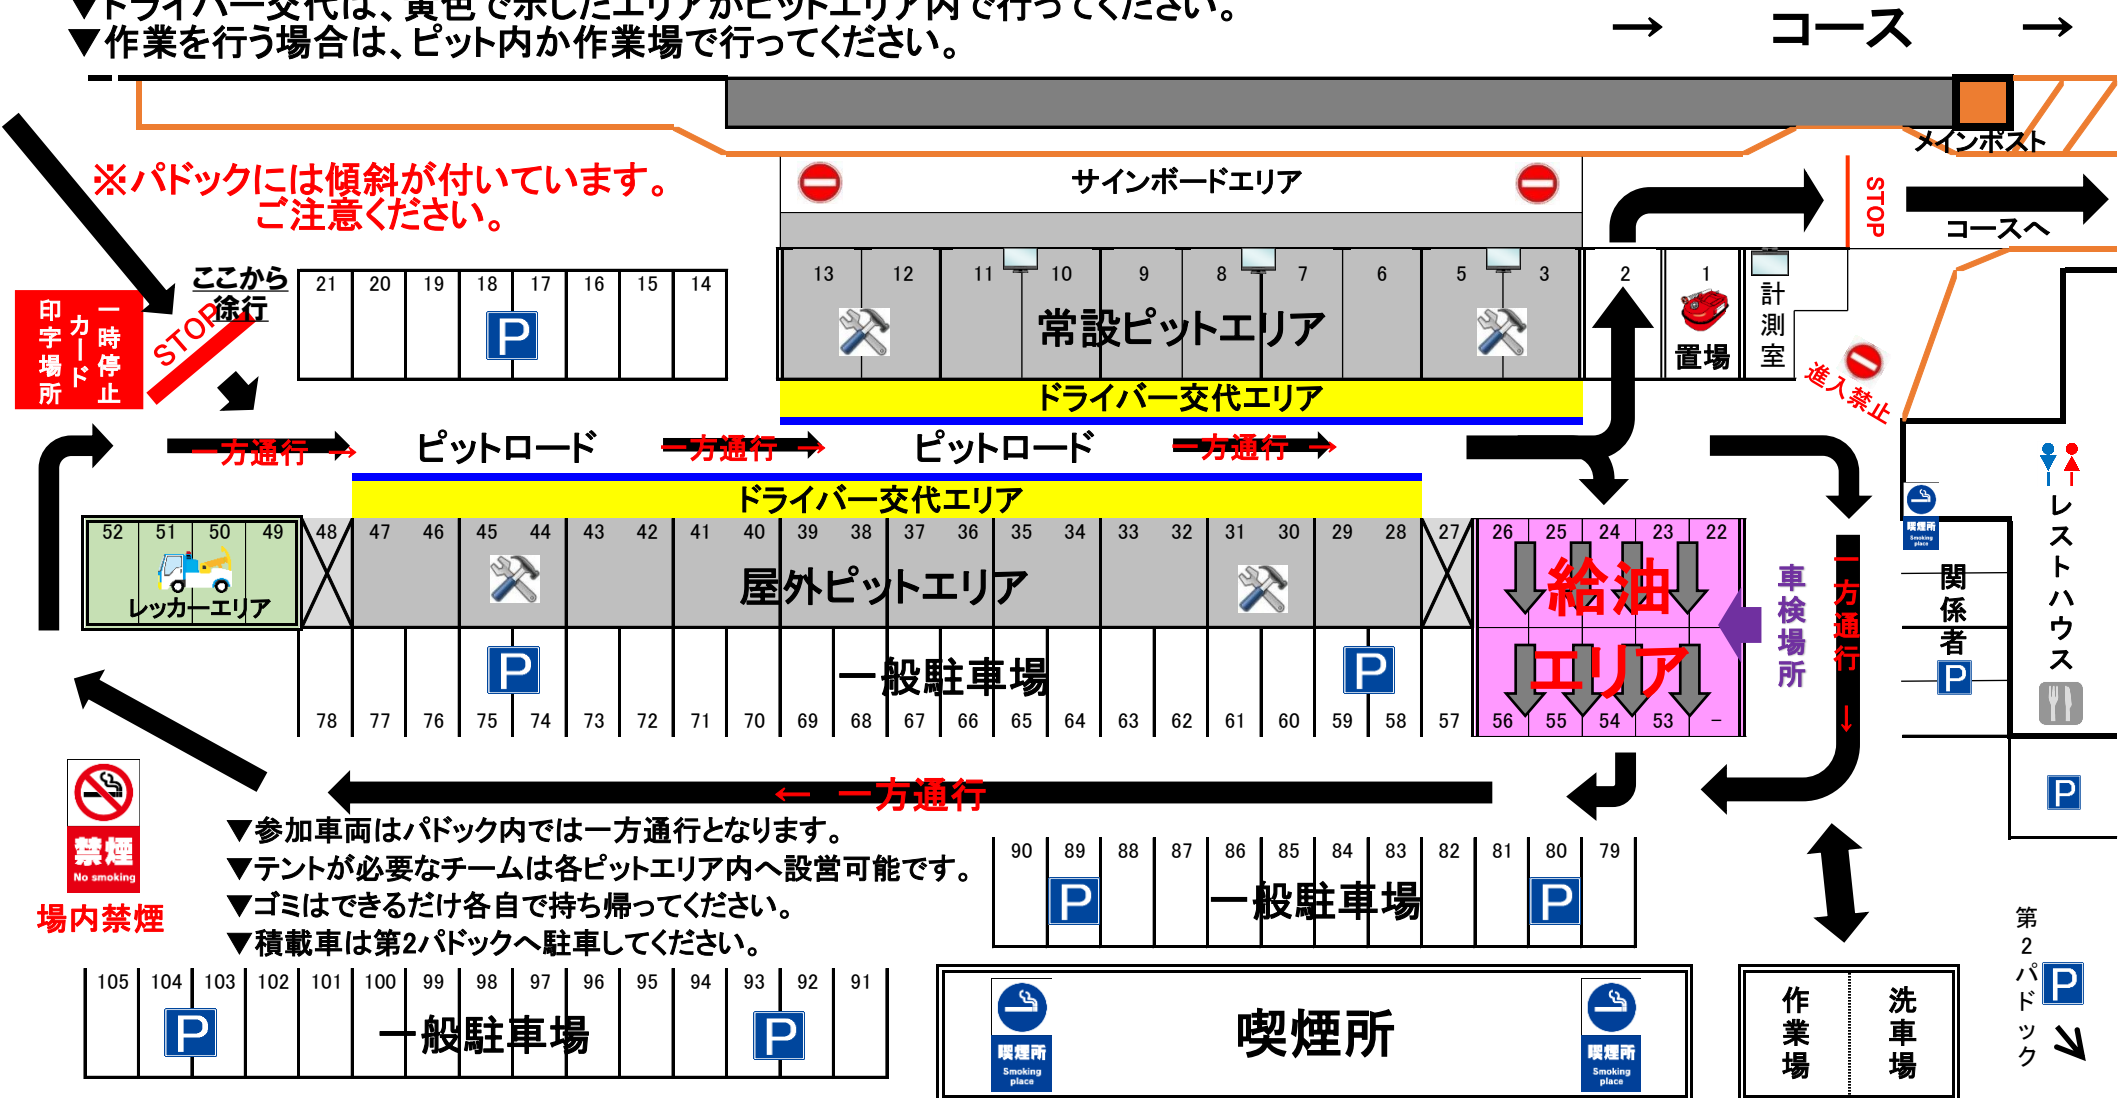 ▼ドライバー交代は、黄色で示したエリアかピットエリア内で行ってください。
▼作業を行う場合は、ピット内か作業場で行ってください。
→ コース →
メインポスト
※パドックには傾斜が付いています。
ご注意ください。
サインボードエリア
STOP
コースへ
ここから
徐行
STOP
一時停止
カード
印字場所
21 20 19 18 17 16 15 14
P
13 12 11 10 9 8 7 6 5 3
常設ピットエリア
2
1
置場
計測室
進入禁止
ドライバー交代エリア
一方通行 → ピットロード 一方通行 → ピットロード 一方通行 →
ドライバー交代エリア
52 51 50 49 48 47 46 45 44 43 42 41 40 39 38 37 36 35 34 33 32 31 30 29 28 27 26 25 24 23 22
レッカーエリア
屋外ピットエリア
給油
エリア
車検場所
一方通行 →
喫煙所
Smoking
place
関係者
P
レストハウス
P 一般駐車場 P
78 77 76 75 74 73 72 71 70 69 68 67 66 65 64 63 62 61 60 59 58 57 56 55 54 53 －
← 一方通行
P
禁煙
No smoking
場内禁煙
▼参加車両はパドック内では一方通行となります。
▼テントが必要なチームは各ピットエリア内へ設営可能です。
▼ゴミはできるだけ各自で持ち帰ってください。
▼積載車は第2パドックへ駐車してください。
90 89 88 87 86 85 84 83 82 81 80 79
P 一般駐車場 P
105 104 103 102 101 100 99 98 97 96 95 94 93 92 91
P 一般駐車場 P
喫煙所
Smoking
place
喫煙所
喫煙所
Smoking
place
作業場
洗車場
第2パドック
P